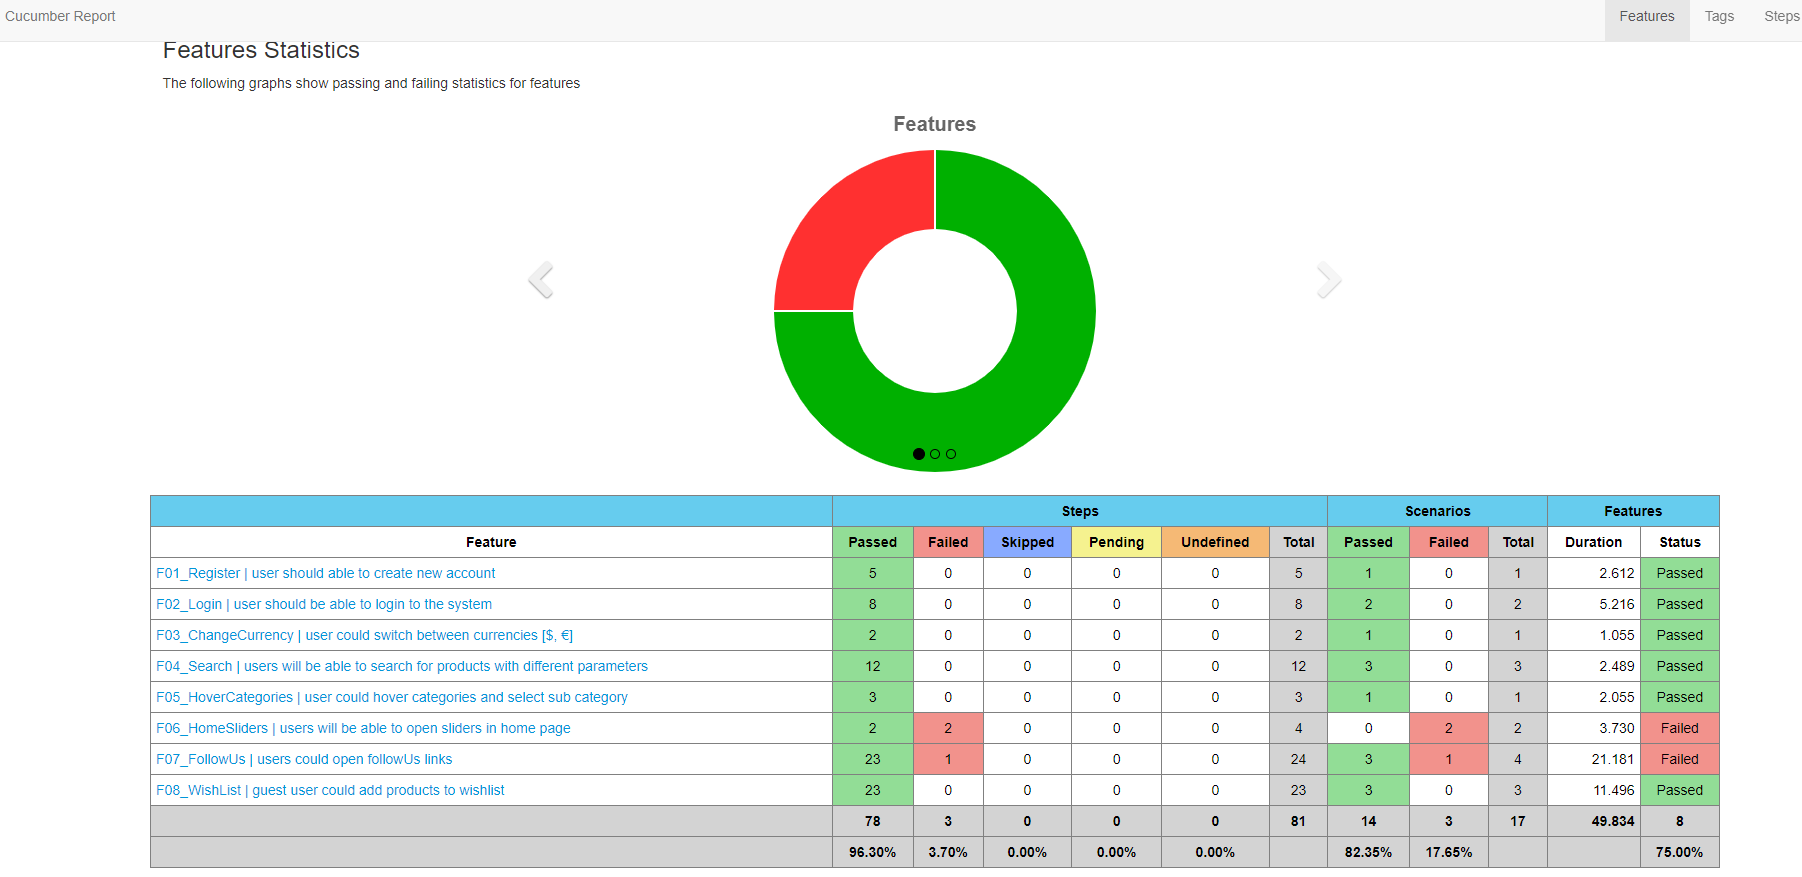 Cucumber Report Features Tags Steps
Features Statistics
The following graphs show passing and failing statistics for features
Features
Steps Scenarios Features
Feature Passed Failed Skipped Pending Undefined Total Passed Failed Total Duration Status
F01_Register | user should able to create new account 5 0 0 0 0 5 1 0 1 2.612 Passed
F02_Login | user should be able to login to the system 8 0 0 0 0 8 2 0 2 5.216 Passed
F03_ChangeCurrency | user could switch between currencies [$, €] 2 0 0 0 0 2 1 0 1 1.055 Passed
F04_Search | users will be able to search for products with different parameters 12 0 0 0 0 12 3 0 3 2.489 Passed
F05_HoverCategories | user could hover categories and select sub category 3 0 0 0 0 3 1 0 1 2.055 Passed
F06_HomeSliders | users will be able to open sliders in home page 2 2 0 0 0 4 0 2 2 3.730 Failed
F07_FollowUs | users could open followUs links 23 1 0 0 0 24 3 1 4 21.181 Failed
F08_WishList | guest user could add products to wishlist 23 0 0 0 0 23 3 0 3 11.496 Passed
78 3 0 0 0 81 14 3 17 49.834 8
96.30% 3.70% 0.00% 0.00% 0.00% 82.35% 17.65% 75.00%